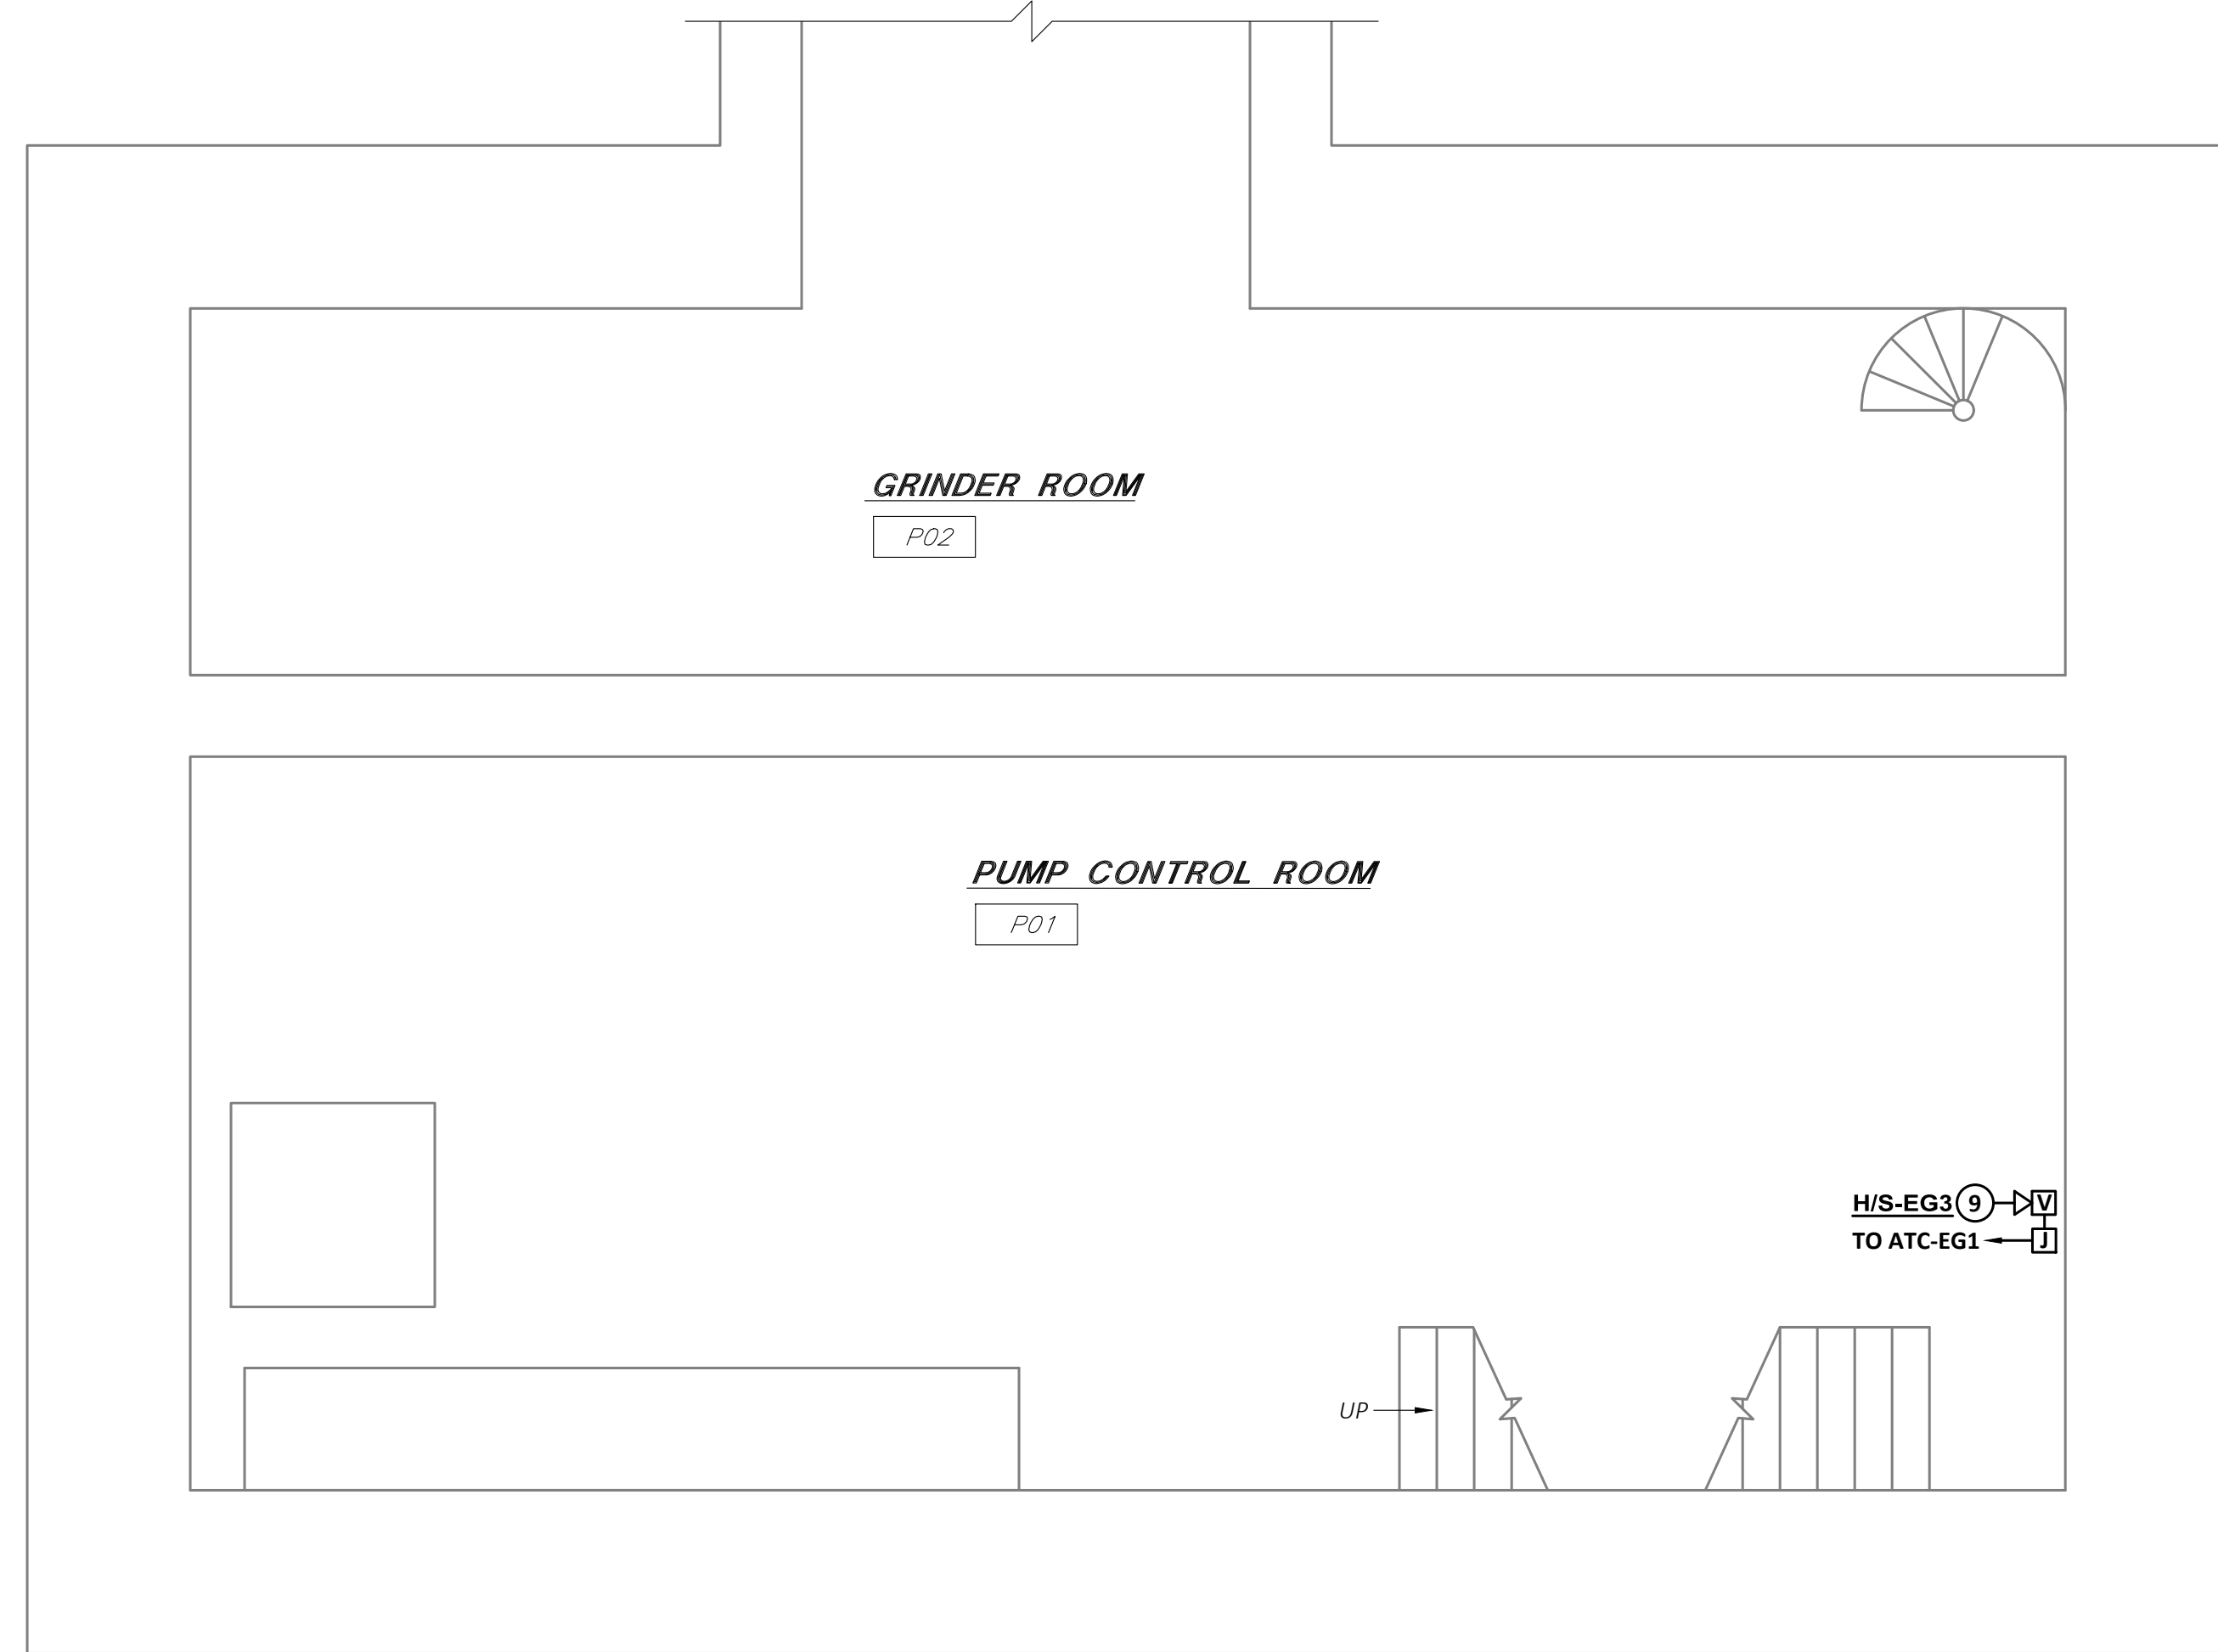 GRINDER ROOM
P02
PUMP CONTROL ROOM
P01
H/S-EG3 9 V
TO ATC-EG1 J
UP